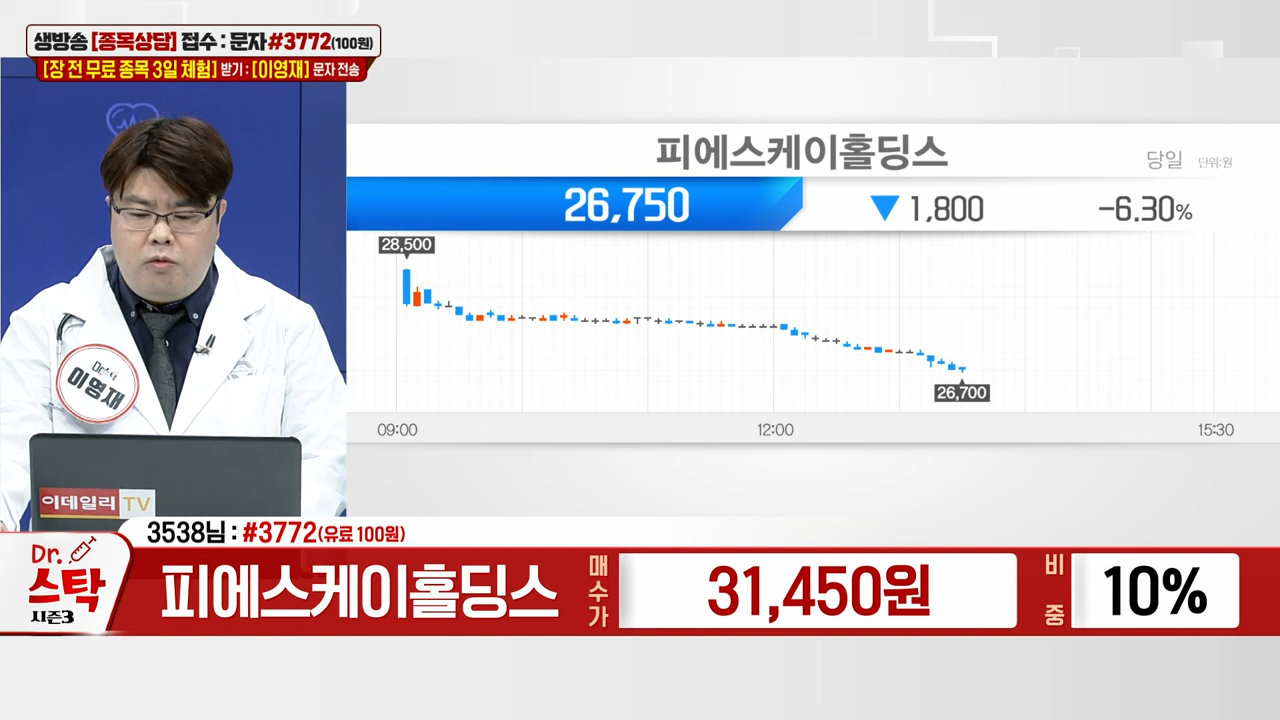 생방송 [종목상담] 접수 : 문자#3772(100원)
[장 전 무료 종목 3일 체험] 받기 : [이영재] 문자 전송
피에스케이홀딩스
당일 단위:원
26,750 ▼ 1,800 -6.30%
28,500
26,700
09:00 12:00 15:30
Dr.스탁
이영재
이데일리 TV
3538님 : #3772(유료 100원)
Dr.
스탁
시즌3
피에스케이홀딩스 매수가 31,450원 비중 10%